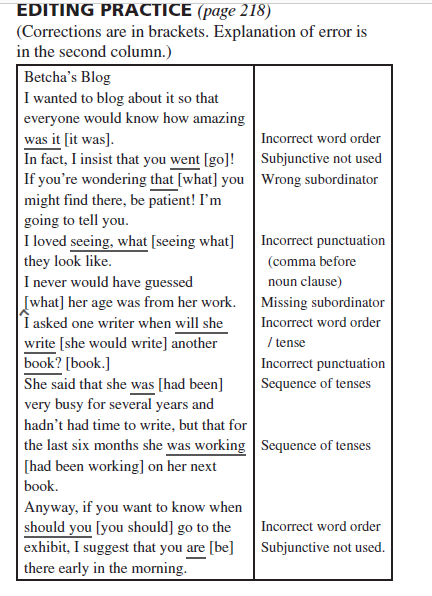 EDITING PRACTICE (page 218)
(Corrections are in brackets. Explanation of error is
in the second column.)
Betcha's Blog
I wanted to blog about it so that
everyone would know how amazing
was it [it was]. Incorrect word order
In fact, I insist that you went [go]! Subjunctive not used
If you're wondering that [what] you Wrong subordinator
might find there, be patient! I'm
going to tell you.
I loved seeing, what [seeing what] Incorrect punctuation
they look like. (comma before
I never would have guessed noun clause)
[what] her age was from her work. Missing subordinator
I asked one writer when will she Incorrect word order
write [she would write] another / tense
book? [book.] Incorrect punctuation
She said that she was [had been] Sequence of tenses
very busy for several years and
hadn't had time to write, but that for
the last six months she was working Sequence of tenses
[had been working] on her next
book.
Anyway, if you want to know when
should you [you should] go to the Incorrect word order
exhibit, I suggest that you are [be] Subjunctive not used.
there early in the morning.